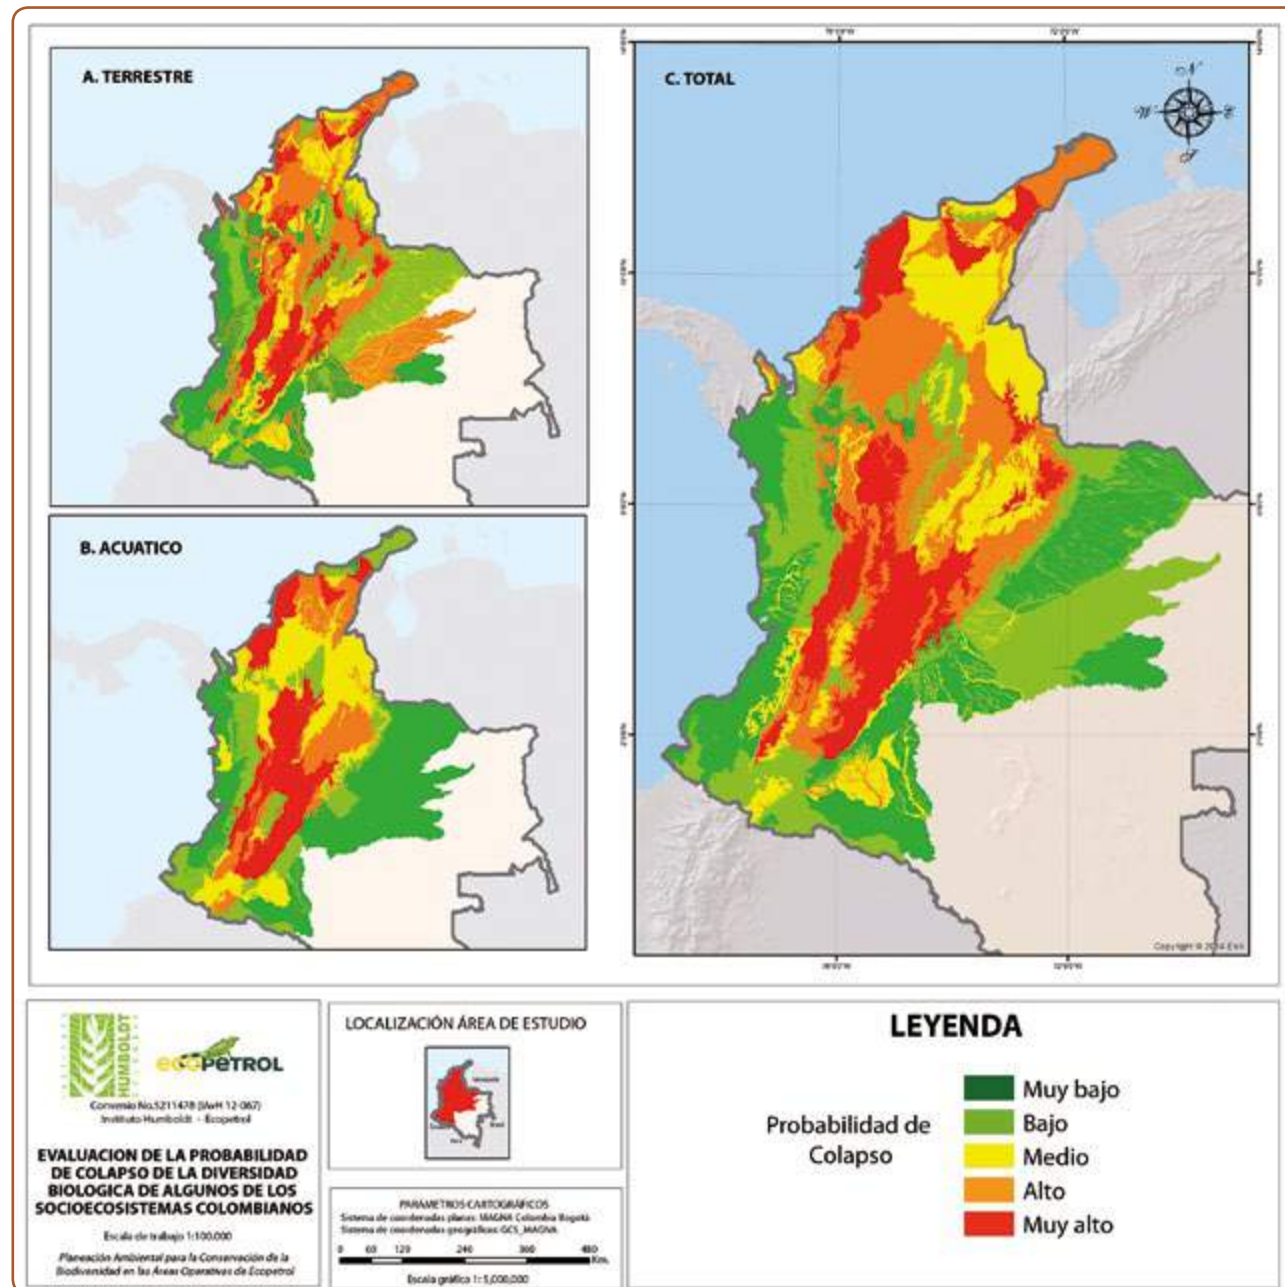 A. TERRESTRE
B. ACUATICO
C. TOTAL
N
W
E
S
HUMBOLDT
ecoPETROL
Convenio No.5211478 (IAvH 12-067)
Instituto Humboldt - Ecopetrol
EVALUACION DE LA PROBABILIDAD
DE COLAPSO DE LA DIVERSIDAD
BIOLOGICA DE ALGUNOS DE LOS
SOCIOECOSISTEMAS COLOMBIANOS
Escala de trabajo 1:100.000
Planeación Ambiental para la Conservación de la
Biodiversidad en las Áreas Operativas de Ecopetrol
LOCALIZACIÓN ÁREA DE ESTUDIO
PARÁMETROS CARTOGRÁFICOS
Sistema de coordenadas planas: MAGNA Colombia Bogotá
Sistema de coordenadas geográficas: GCS_MAGNA
0 60 120 240 360 480
Km.
Escala gráfica 1: 5,000,000
LEYENDA
Probabilidad de
Colapso
Muy bajo
Bajo
Medio
Alto
Muy alto